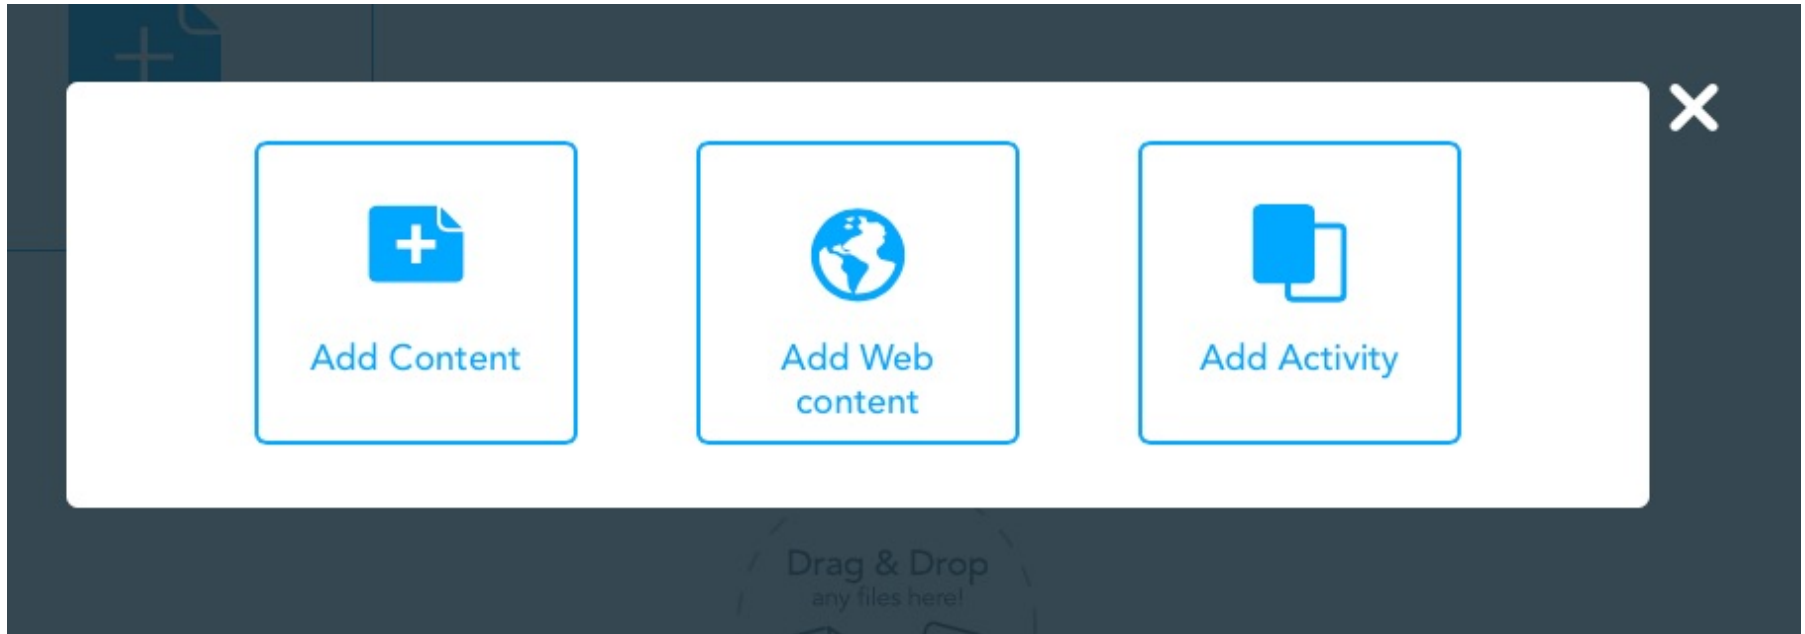 Add Content
Add Web
content
Add Activity
Drag & Drop
any files here!